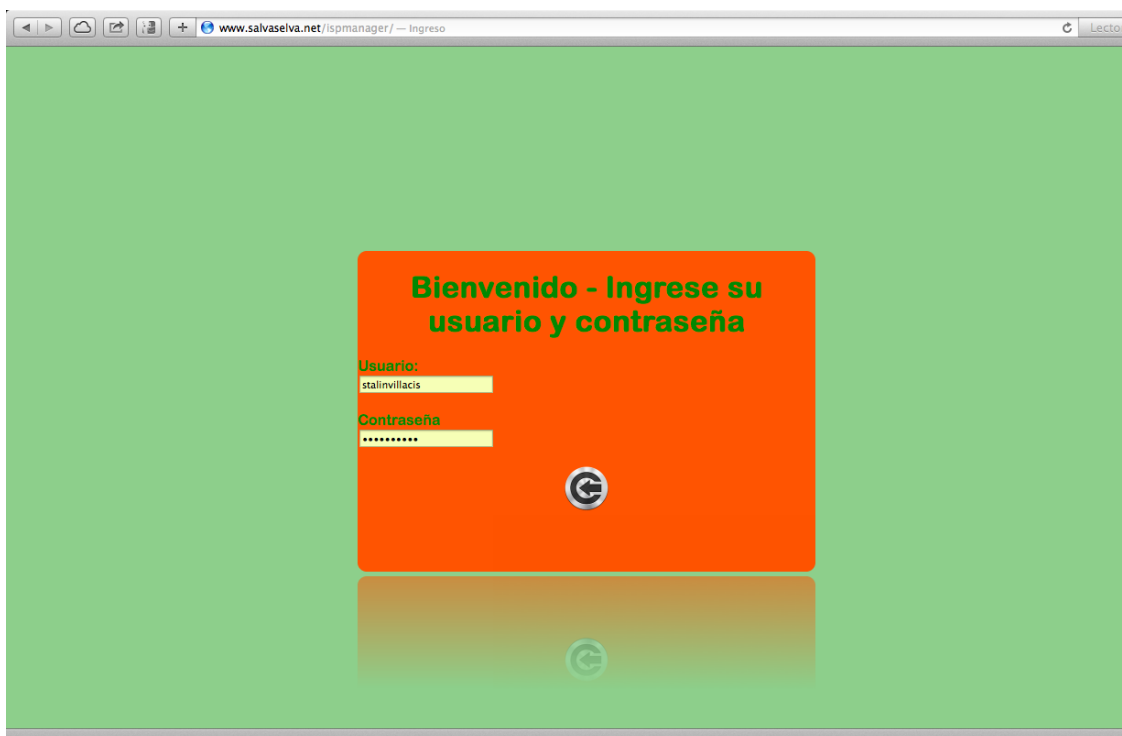 www.salvaselva.net/ispmanager/ — Ingreso
Lecto
Bienvenido - Ingrese su
usuario y contraseña
Usuario:
stalinvillacis
Contraseña
••••••••••